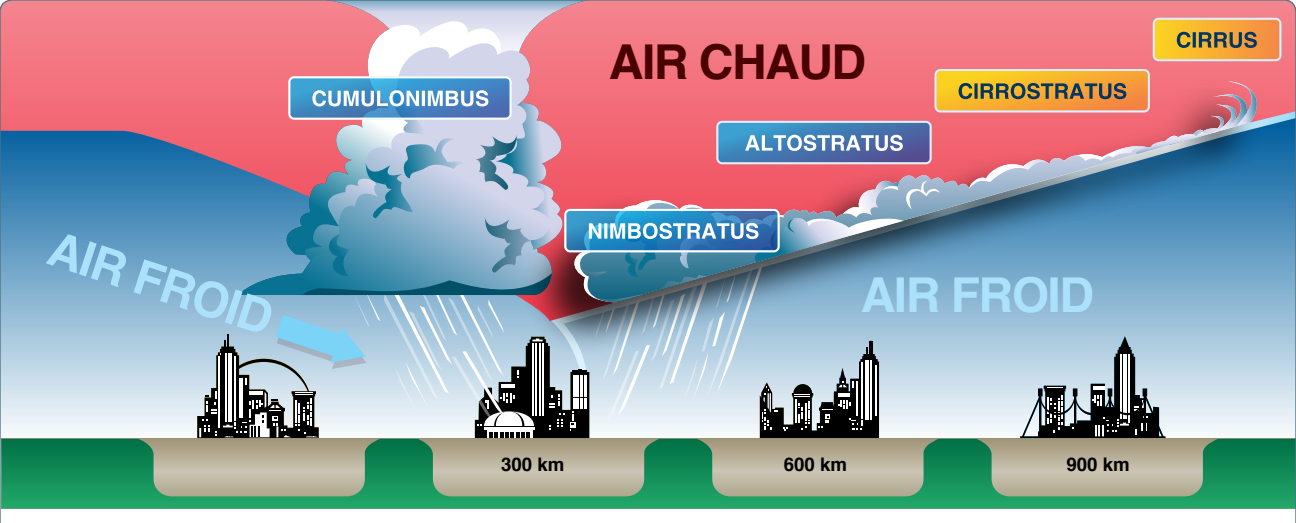 CIRRUS
AIR CHAUD
CIRROSTRATUS
CUMULONIMBUS
ALTOSTRATUS
NIMBOSTRATUS
AIR FROID
AIR FROID
300 km
600 km
900 km